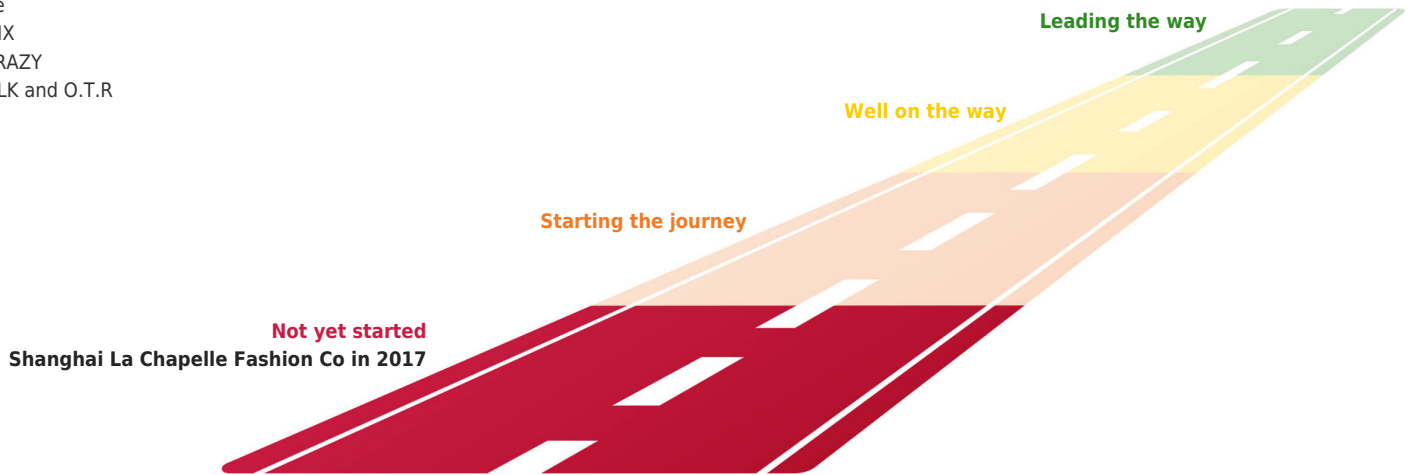 e
IX
RAZY
LK and O.T.R
Leading the way
Well on the way
Starting the journey
Not yet started
Shanghai La Chapelle Fashion Co in 2017